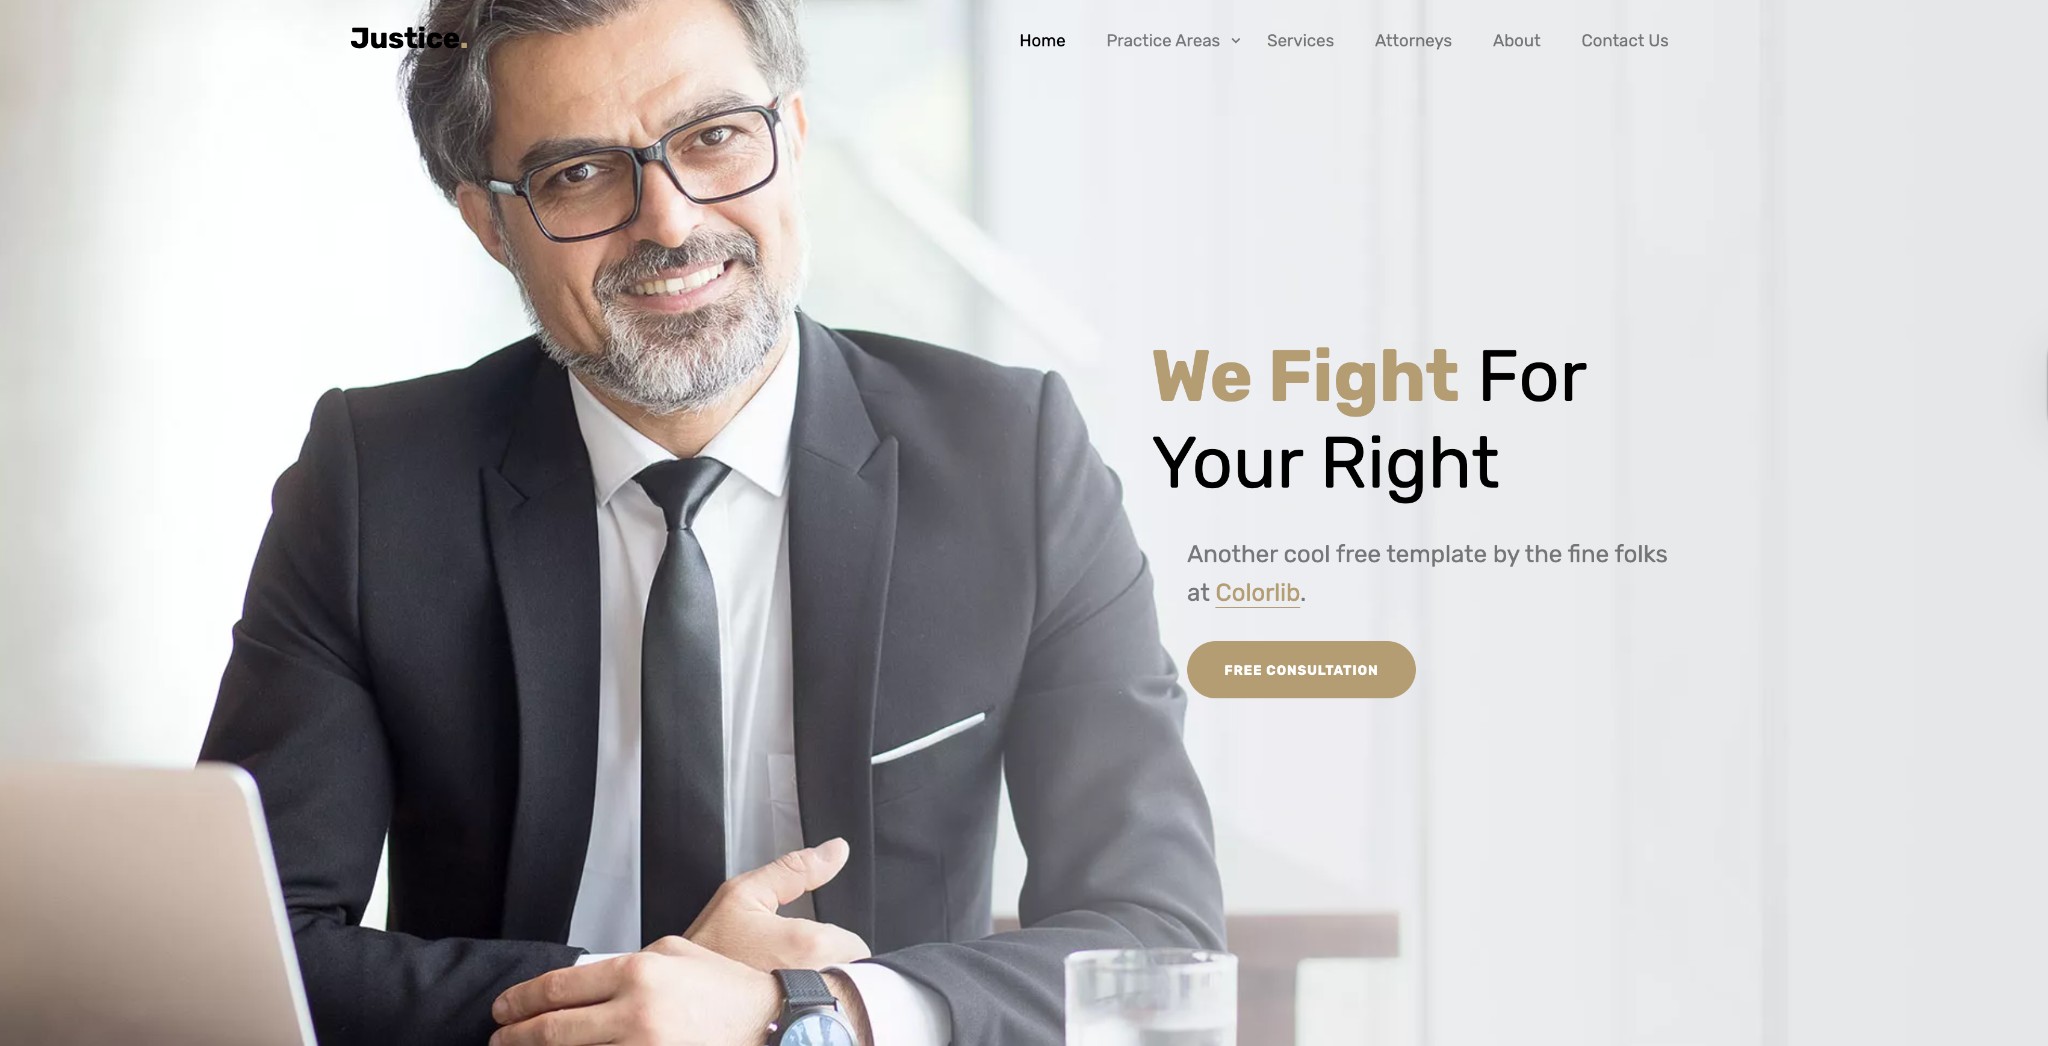 Justice.
Home Practice Areas Services Attorneys About Contact Us
We Fight For
Your Right
Another cool free template by the fine folks
at Colorlib.
FREE CONSULTATION